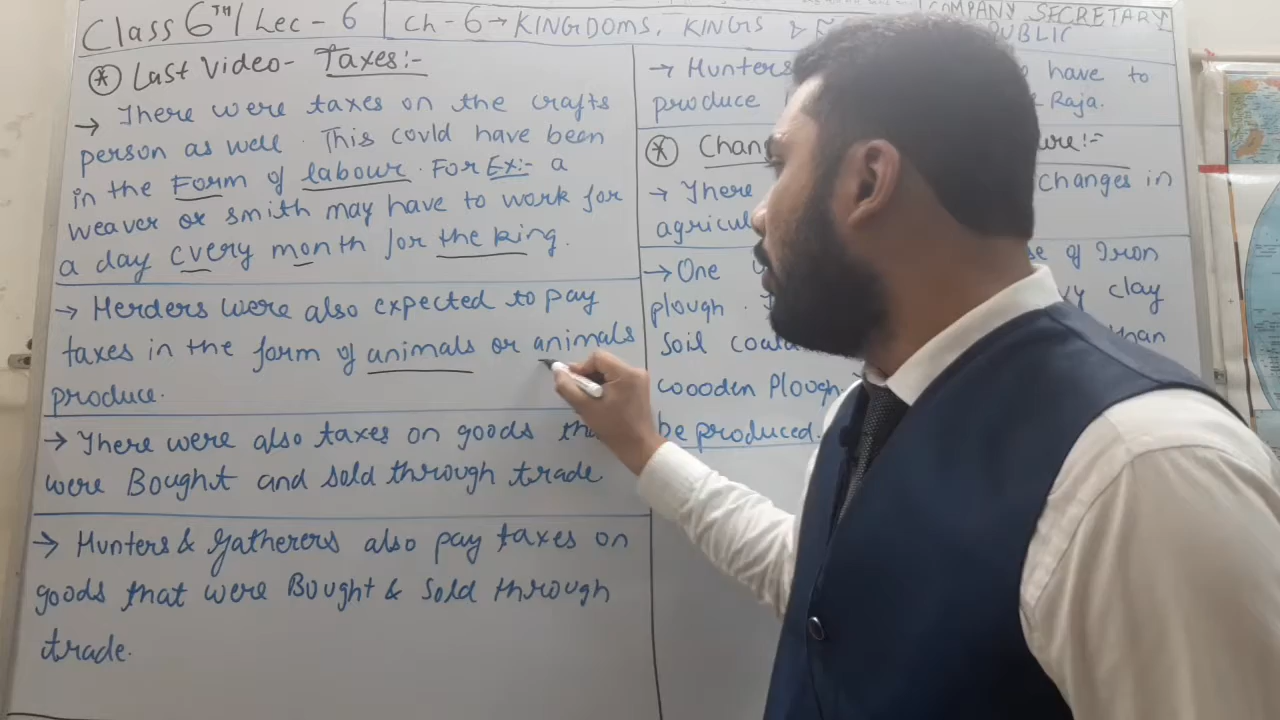 Class 6TH / Lec - 6
Ch - 6 → KINGDOMS, KINGS &
PUBLIC
COMPANY SECRETARY
* Last Video - Taxes:-
→ There were taxes on the crafts
person as well. This could have been
in the Form of labour. For Ex:- a
weaver or smith may have to work for
a day every month for the king.
→ Herders were also expected to pay
taxes in the form of animals or animals
produce.
→ There were also taxes on goods
were Bought and sold through trade
→ Hunters & Gatherers also pay taxes on
goods that were Bought & Sold through
trade.
→ Hunters have to
produce Raja.
*
→ There changes in
→ One of Iron
plough. clay
Soil
woooden Plough.
be produced.